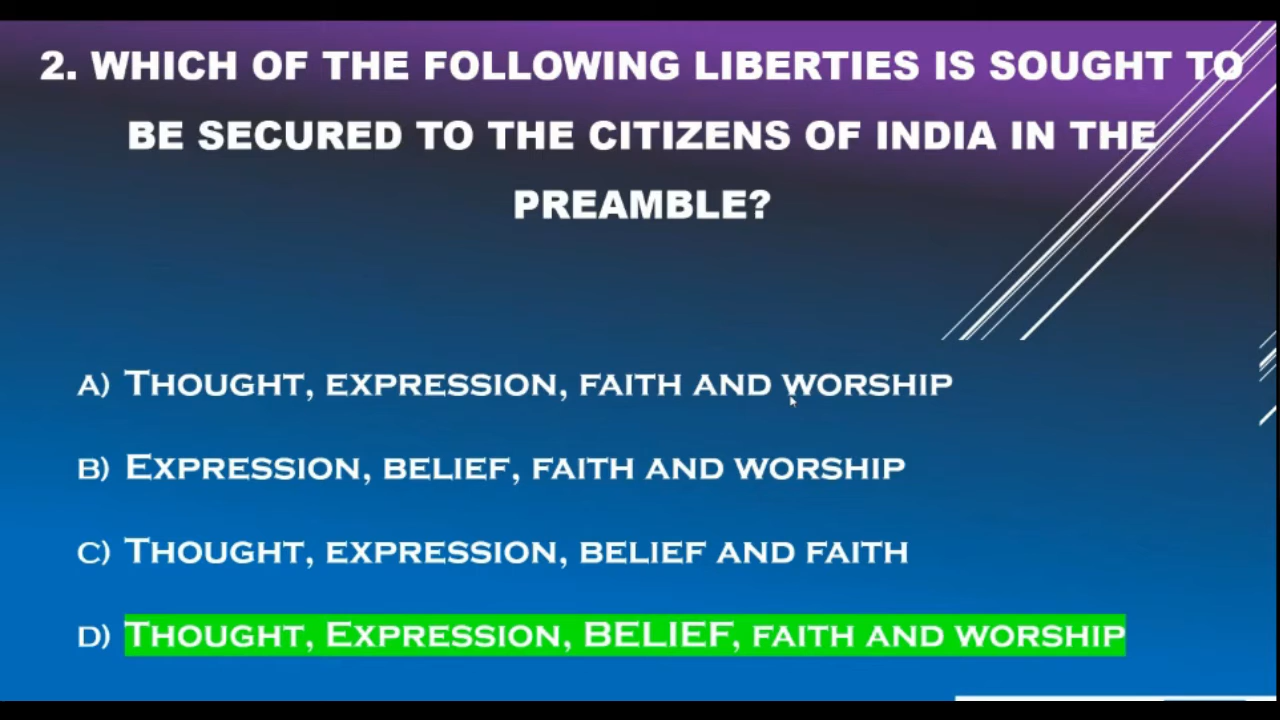 2. WHICH OF THE FOLLOWING LIBERTIES IS SOUGHT TO
BE SECURED TO THE CITIZENS OF INDIA IN THE
PREAMBLE?
A) THOUGHT, EXPRESSION, FAITH AND WORSHIP
B) EXPRESSION, BELIEF, FAITH AND WORSHIP
C) THOUGHT, EXPRESSION, BELIEF AND FAITH
D) THOUGHT, EXPRESSION, BELIEF, FAITH AND WORSHIP